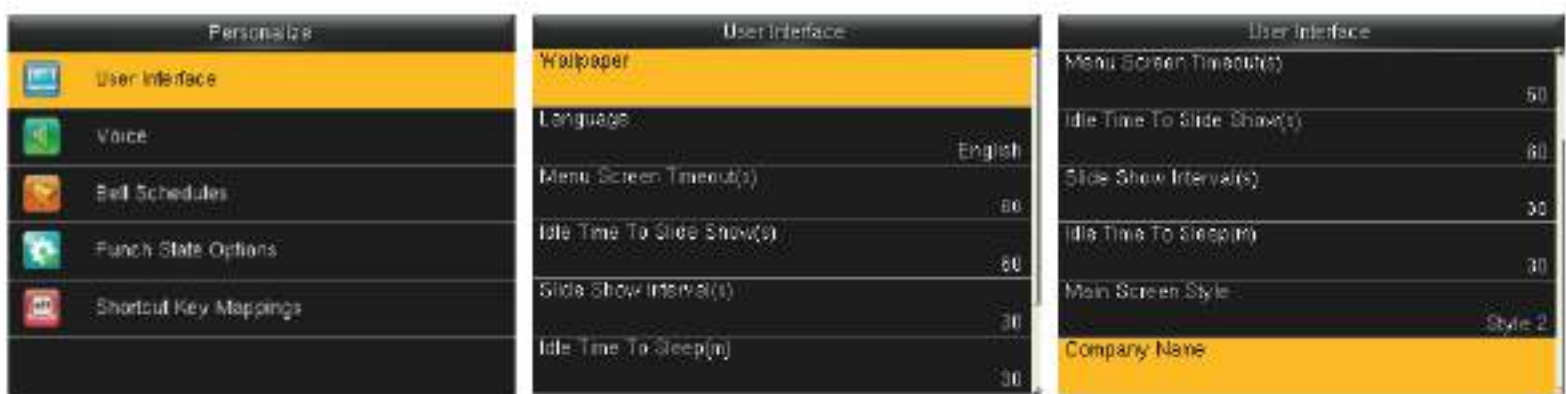 Personalize
User Interface
Voice
Bell Schedules
Punch State Options
Shortcut Key Mappings
User Interface
Wallpaper
Language
English
Menu Screen Timeout(s)
60
Idle Time To Slide Show(s)
60
Slide Show Interval(s)
30
Idle Time To Sleep(m)
30
User Interface
Menu Screen Timeout(s)
60
Idle Time To Slide Show(s)
60
Slide Show Interval(s)
30
Idle Time To Sleep(m)
30
Main Screen Style
Style 2
Company Name